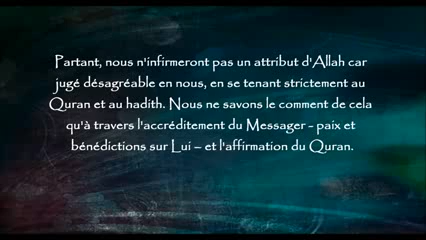 Partant, nous n'infirmeront pas un attribut d'Allah car
jugé désagréable en nous, en se tenant strictement au
Quran et au hadith. Nous ne savons le comment de cela
qu'à travers l'accréditement du Messager - paix et
bénédictions sur Lui – et l'affirmation du Quran.